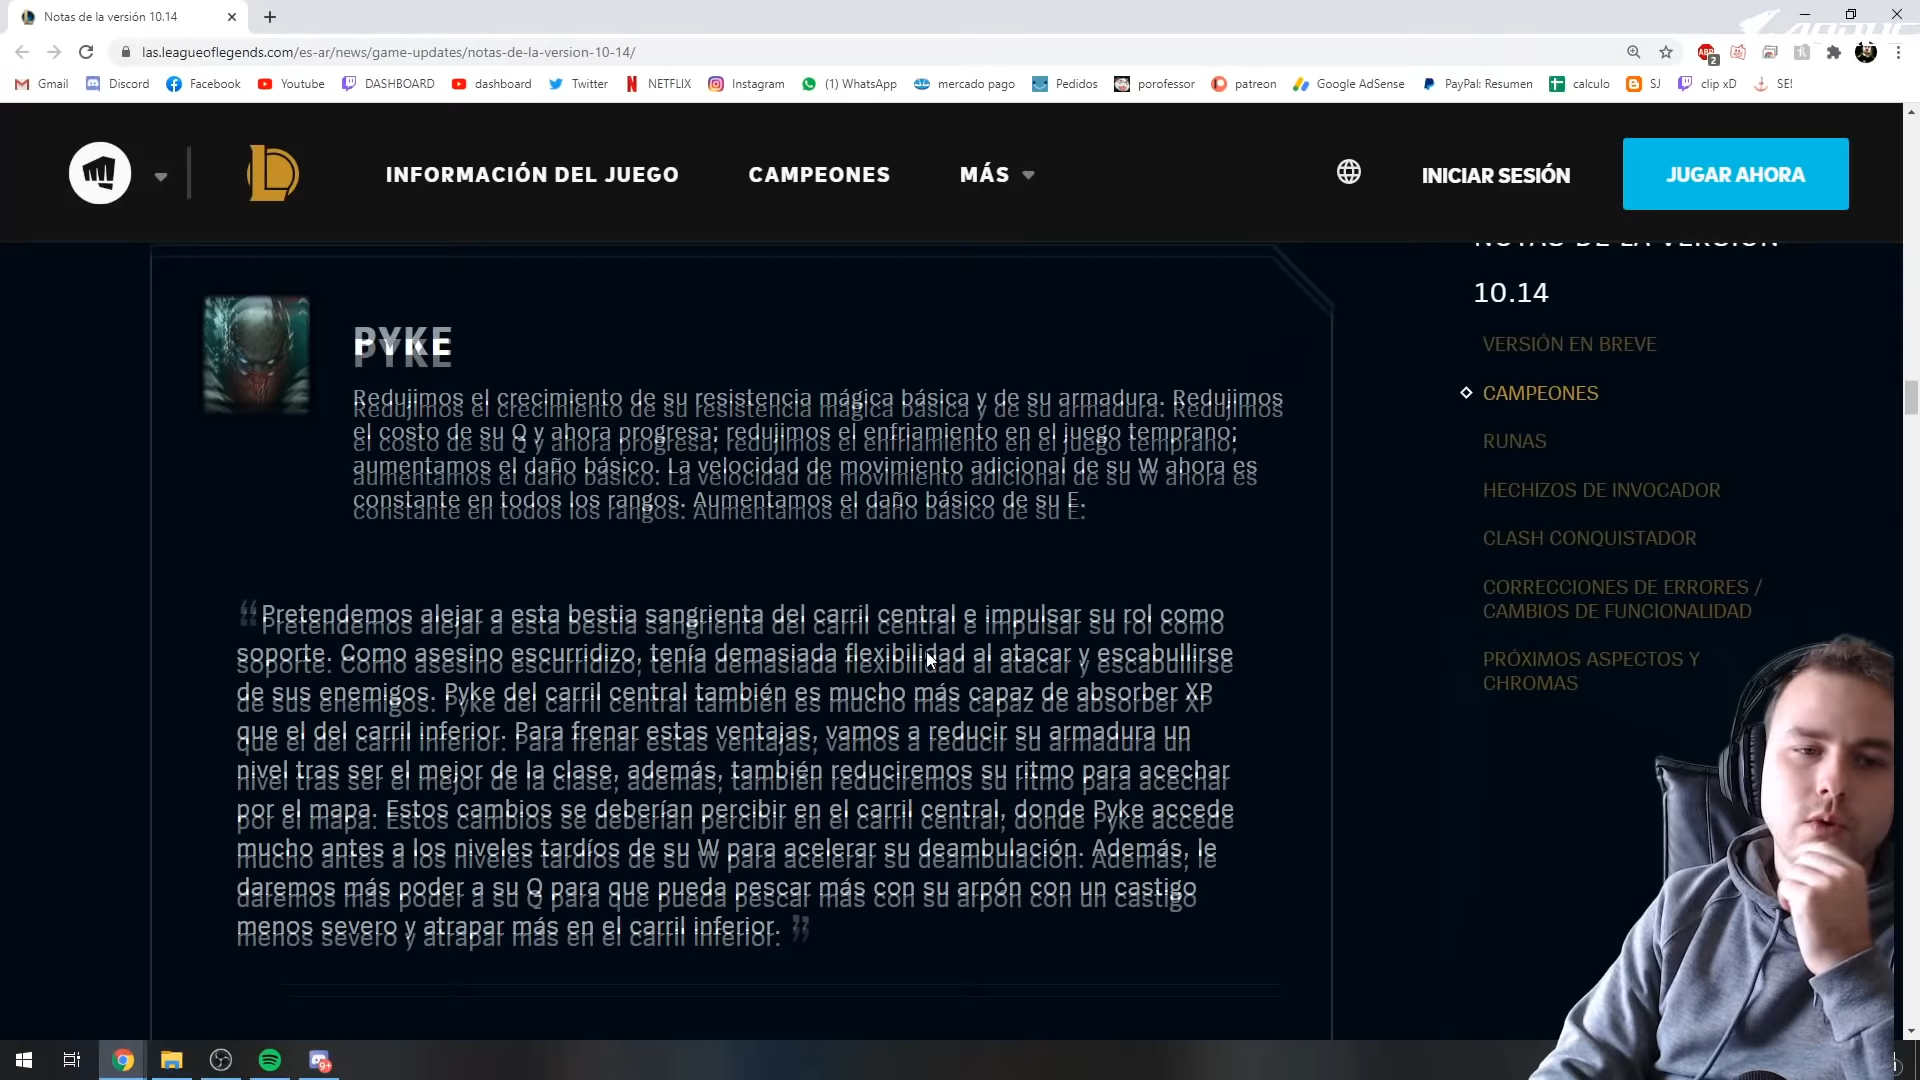 Notas de la versión 10.14
las.leagueoflegends.com/es-ar/news/game-updates/notas-de-la-version-10-14/
ABP
2
Gmail Discord Facebook Youtube DASHBOARD dashboard Twitter NETFLIX Instagram (1) WhatsApp mercado pago Pedidos porofessor patreon Google AdSense PayPal: Resumen calculo SJ clip xD SE!
INFORMACIÓN DEL JUEGO CAMPEONES MÁS INICIAR SESIÓN JUGAR AHORA
NOTAS DE LA VERSIÓN
10.14
VERSIÓN EN BREVE
CAMPEONES
RUNAS
HECHIZOS DE INVOCADOR
CLASH CONQUISTADOR
CORRECCIONES DE ERRORES /
CAMBIOS DE FUNCIONALIDAD
PRÓXIMOS ASPECTOS Y
CHROMAS
PYKE
Redujimos el crecimiento de su resistencia mágica básica y de su armadura. Redujimos
el costo de su Q y ahora progresa; redujimos el enfriamiento en el juego temprano;
aumentamos el daño básico. La velocidad de movimiento adicional de su W ahora es
constante en todos los rangos. Aumentamos el daño básico de su E.
“Pretendemos alejar a esta bestia sangrienta del carril central e impulsar su rol como
soporte. Como asesino escurridizo, tenía demasiada flexibilidad al atacar y escabullirse
de sus enemigos. Pyke del carril central también es mucho más capaz de absorber XP
que el del carril inferior. Para frenar estas ventajas, vamos a reducir su armadura un
nivel tras ser el mejor de la clase, además, también reduciremos su ritmo para acechar
por el mapa. Estos cambios se deberían percibir en el carril central, donde Pyke accede
mucho antes a los niveles tardíos de su W para acelerar su deambulación. Además, le
daremos más poder a su Q para que pueda pescar más con su arpón con un castigo
menos severo y atrapar más en el carril inferior. ”
9+